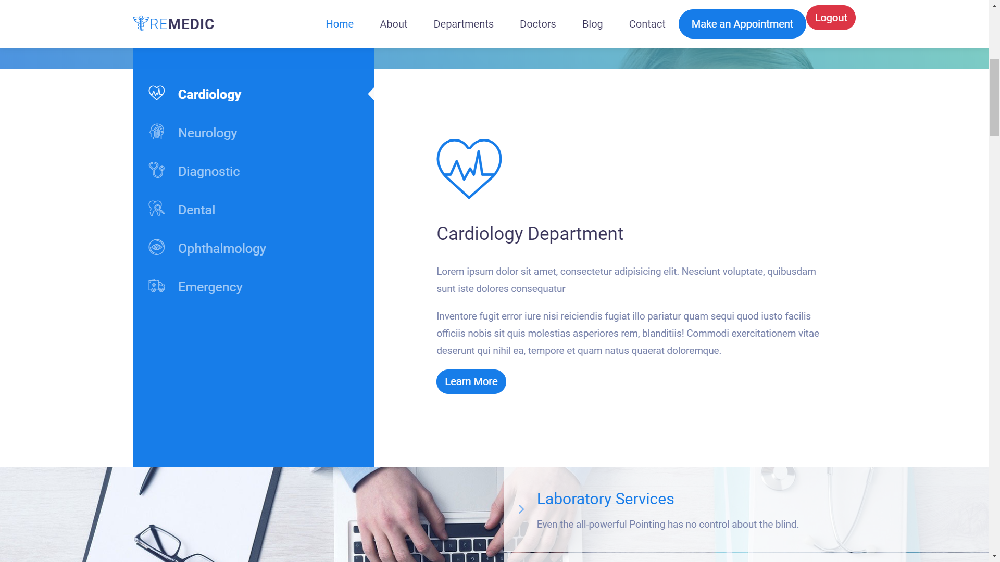 REMEDIC
Home
About
Departments
Doctors
Blog
Contact
Make an Appointment
Logout
Cardiology
Neurology
Diagnostic
Dental
Ophthalmology
Emergency
Cardiology Department
Lorem ipsum dolor sit amet, consectetur adipisicing elit. Nesciunt voluptate, quibusdam
sunt iste dolores consequatur
Inventore fugit error iure nisi reiciendis fugiat illo pariatur quam sequi quod iusto facilis
officiis nobis sit quis molestias asperiores rem, blanditiis! Commodi exercitationem vitae
deserunt qui nihil ea, tempore et quam natus quaerat doloremque.
Learn More
Laboratory Services
Even the all-powerful Pointing has no control about the blind.